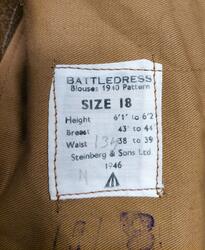 BATTLEDRESS
Blouses 1940 Pattern
SIZE 18
Height 6'1" to 6'2
Breast 43" to 44
Waist 38 to 39
Steinberg & Sons Ltd
1946
N